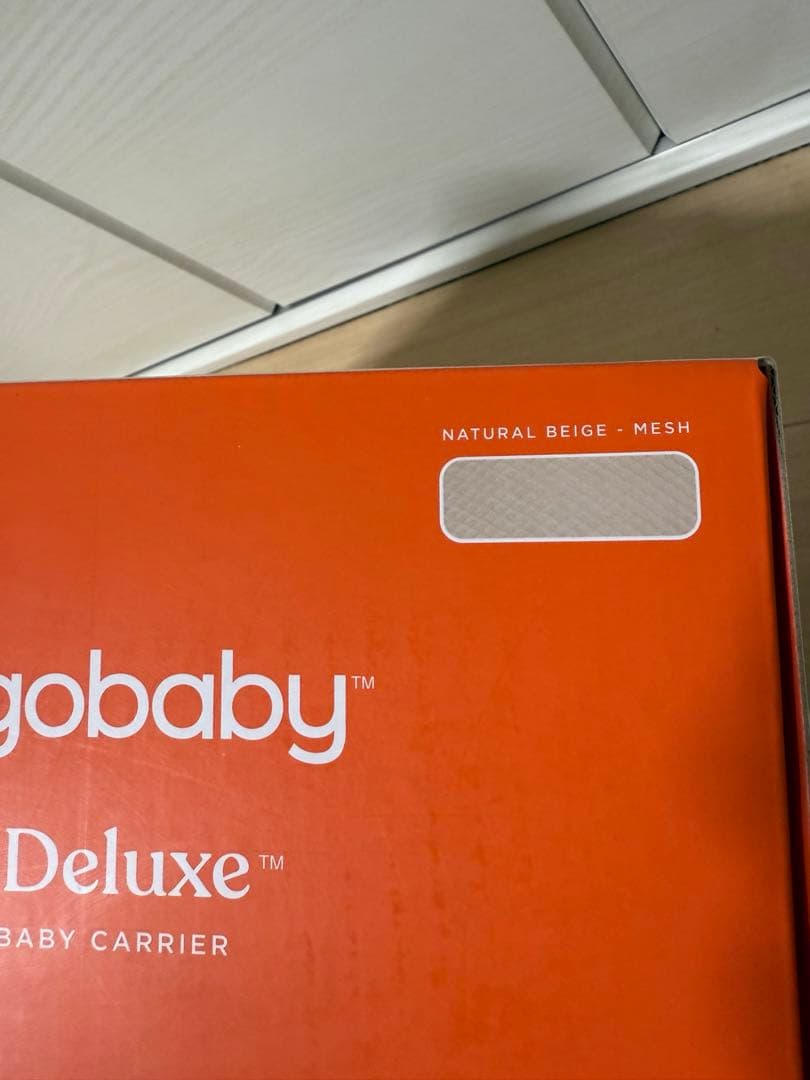 NATURAL BEIGE - MESH
gobaby™
Deluxe™
BABY CARRIER